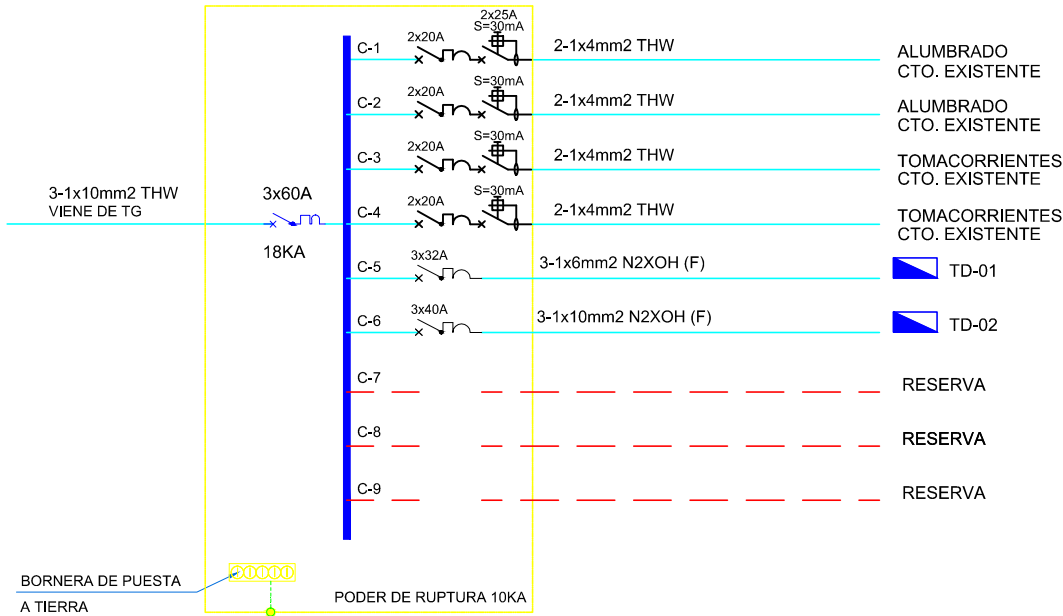 2x25A
S=30mA
C-1
2x20A
2-1x4mm2 THW
ALUMBRADO
CTO. EXISTENTE
S=30mA
C-2
2x20A
2-1x4mm2 THW
ALUMBRADO
CTO. EXISTENTE
S=30mA
C-3
2x20A
2-1x4mm2 THW
TOMACORRIENTES
CTO. EXISTENTE
S=30mA
C-4
2x20A
2-1x4mm2 THW
TOMACORRIENTES
CTO. EXISTENTE
3-1x10mm2 THW
VIENE DE TG
3x60A
18KA
C-5
3x32A
3-1x6mm2 N2XOH (F)
TD-01
C-6
3x40A
3-1x10mm2 N2XOH (F)
TD-02
C-7
RESERVA
C-8
RESERVA
C-9
RESERVA
BORNERA DE PUESTA
A TIERRA
PODER DE RUPTURA 10KA